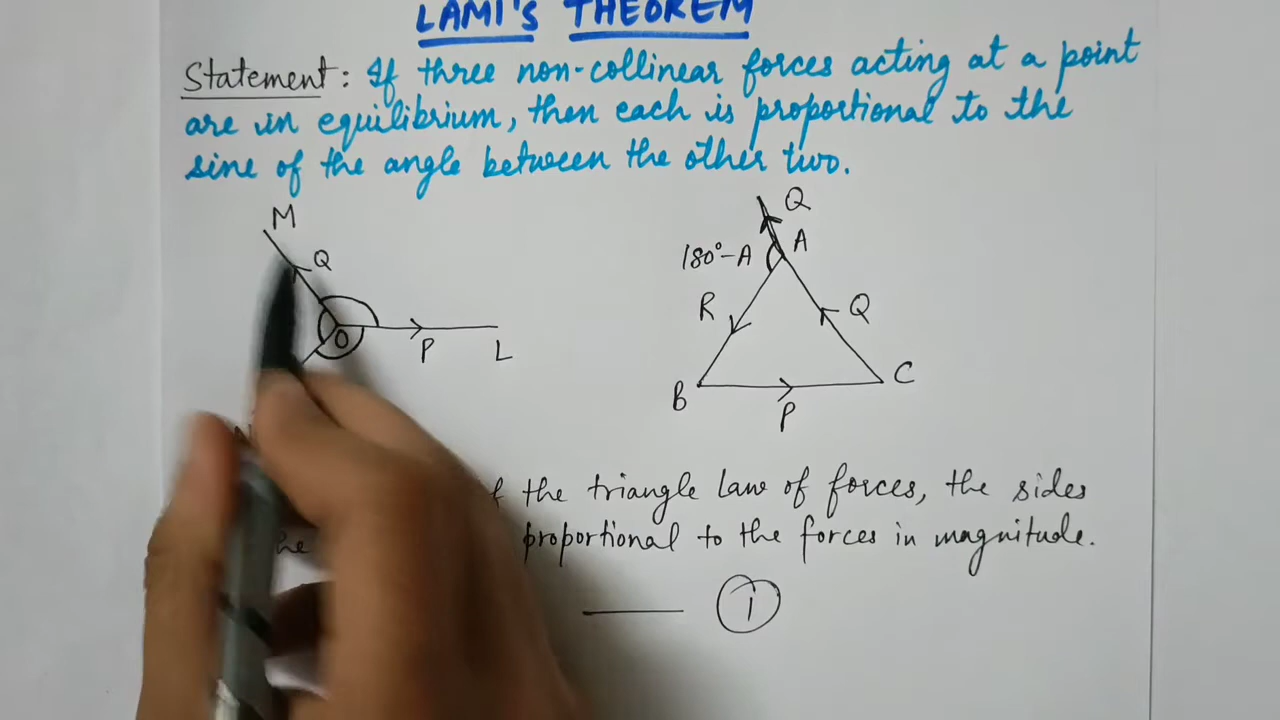 LAMI'S THEOREM
Statement: If three non-collinear forces acting at a point
are in equilibrium, then each is proportional to the
sine of the angle between the other two.
M
Q
O
P
L
Q
A
180°-A
R
Q
B
C
P
the triangle law of forces, the sides
proportional to the forces in magnitude.
1